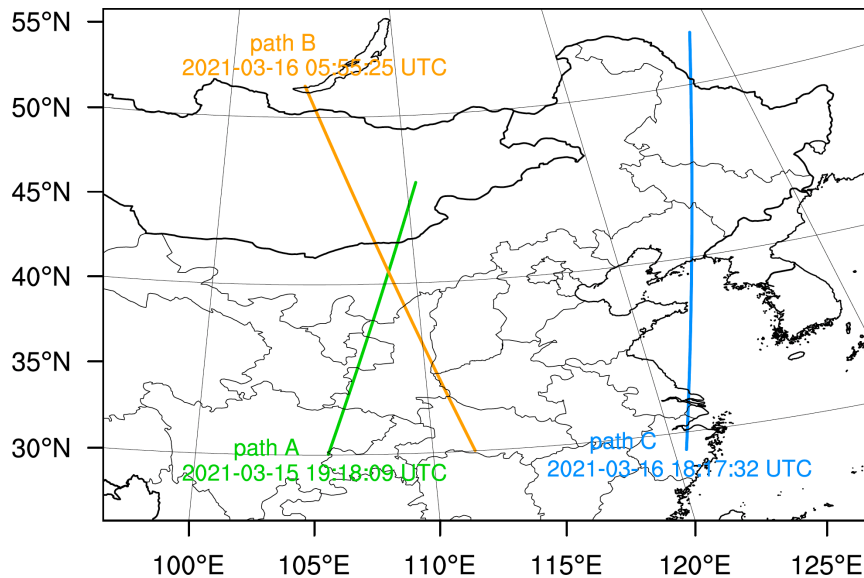 55°N
path B
2021-03-16 05:55:25 UTC
50°N
45°N
40°N
35°N
30°N
path A
2021-03-15 19:18:09 UTC
path C
2021-03-16 18:17:32 UTC
100°E 105°E 110°E 115°E 120°E 125°E